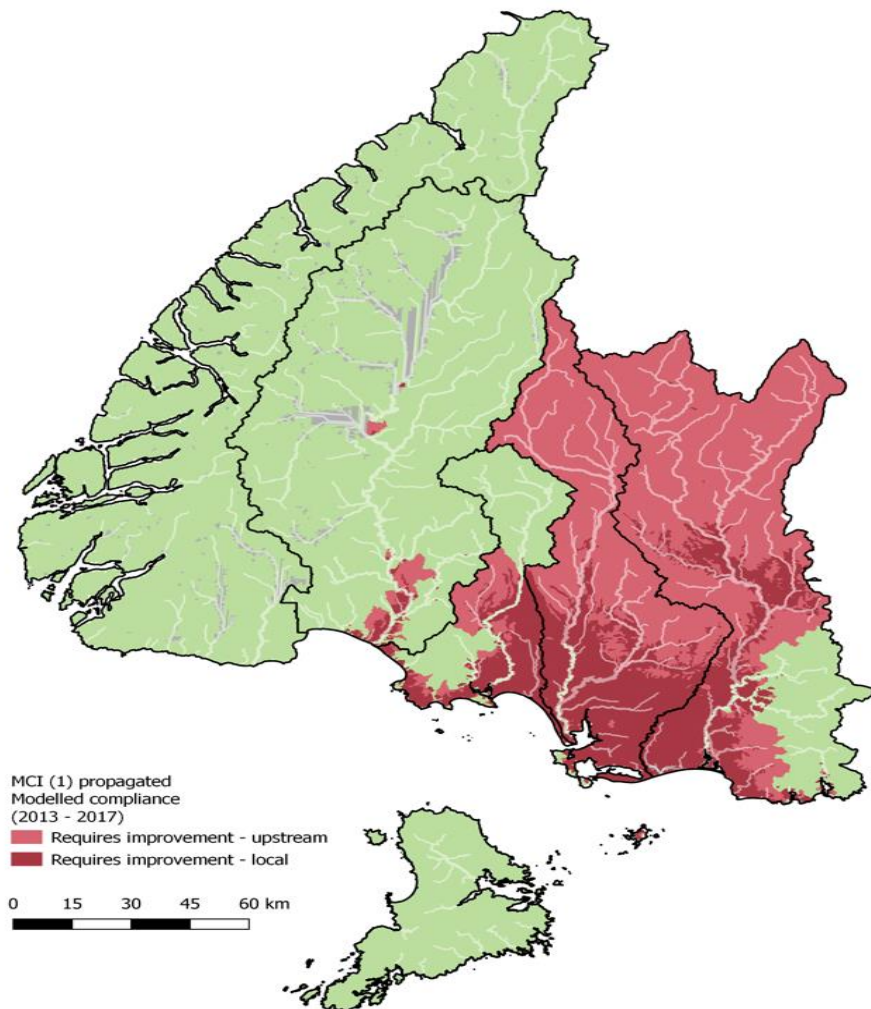 MCI (1) propagated
Modelled compliance
(2013 - 2017)
Requires improvement - upstream
Requires improvement - local
0 15 30 45 60 km